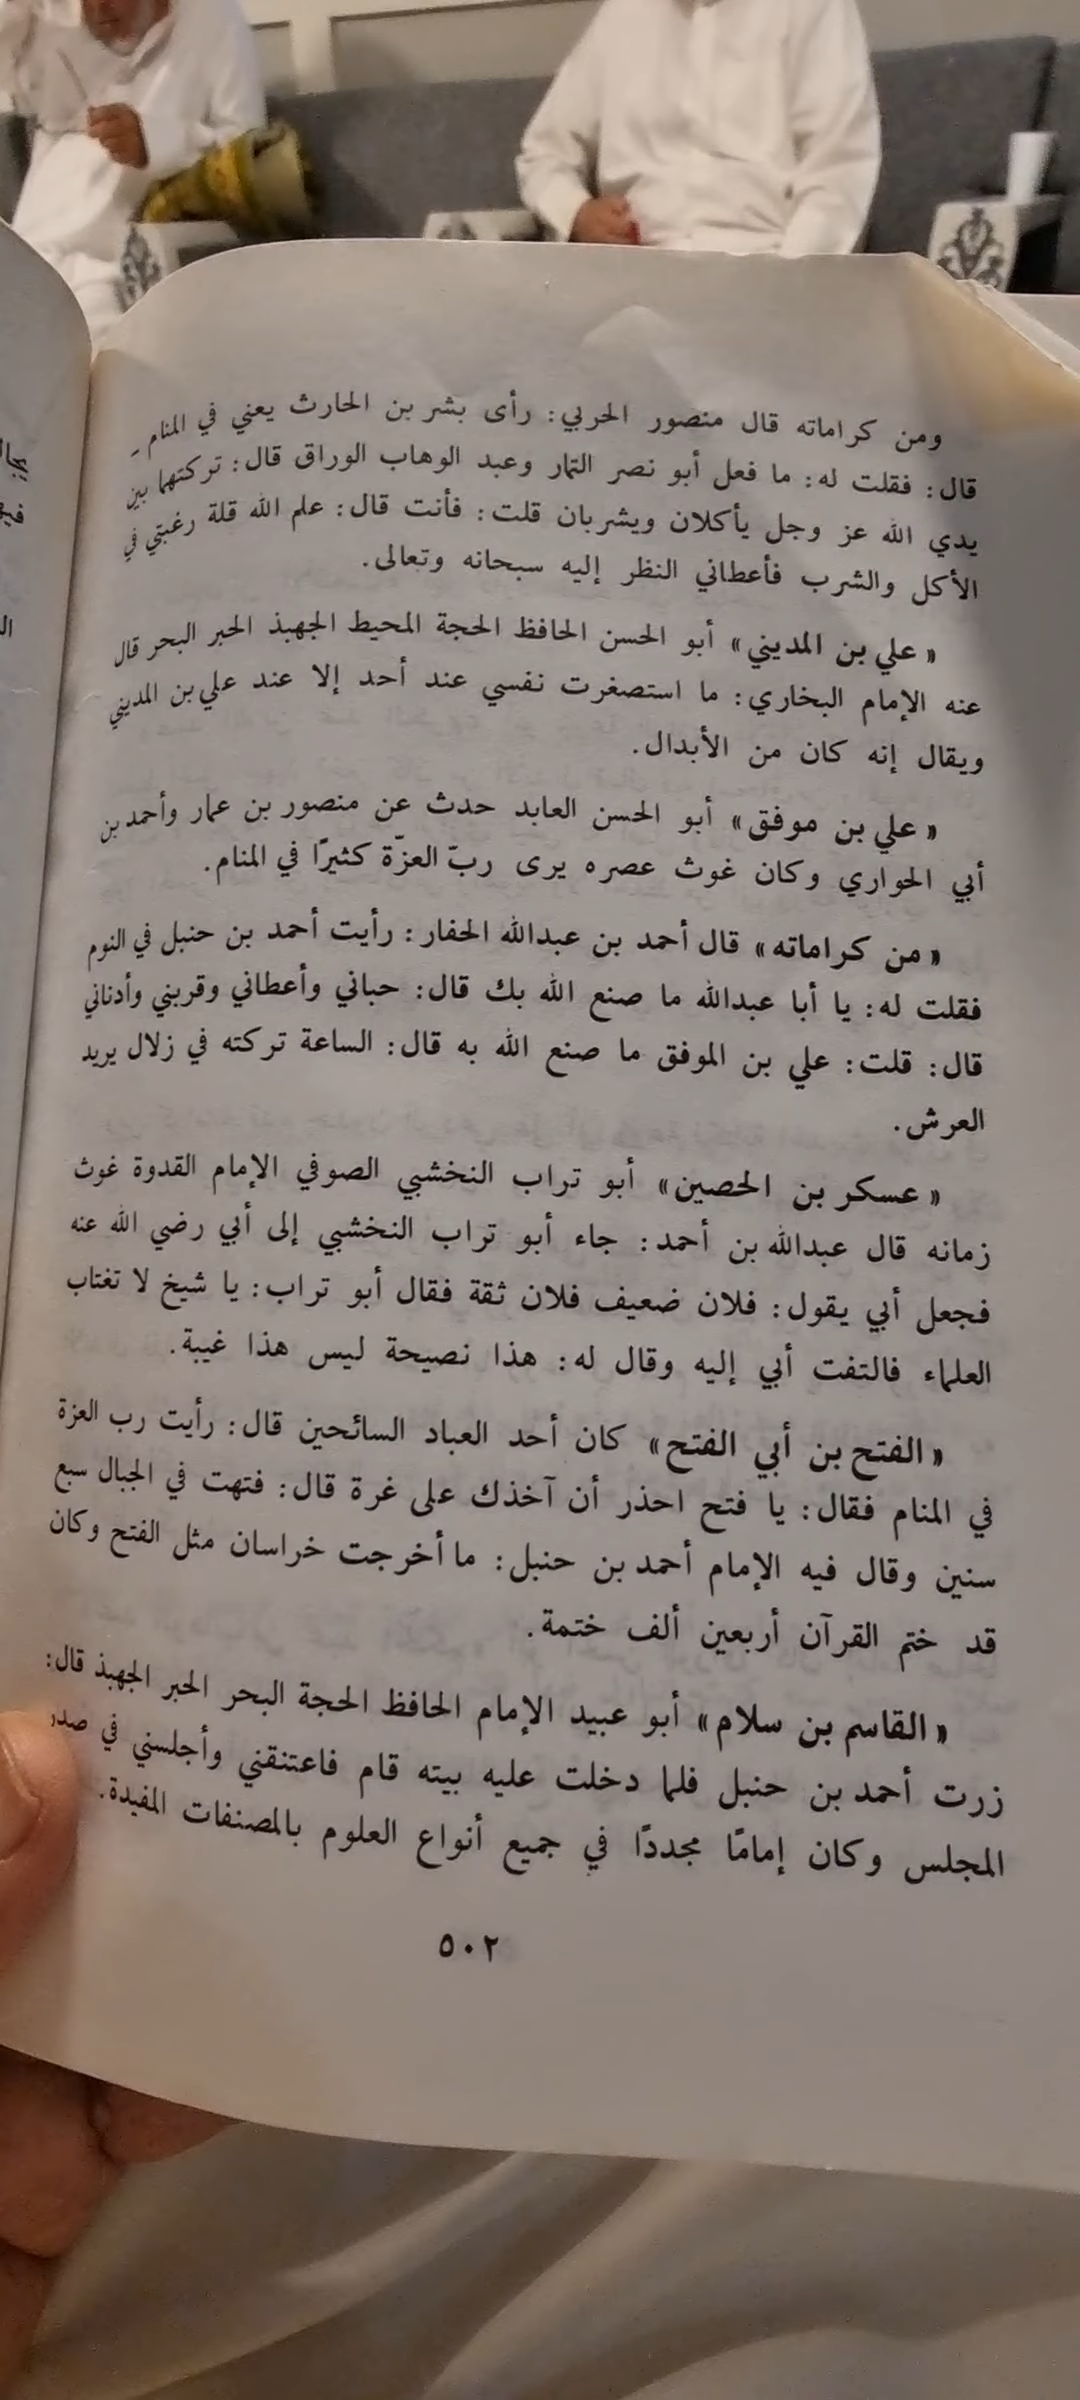 ومن كراماته قال منصور الحربي: رأى بشر بن الحارث يعني في المنام ـ
قال: فقلت له: ما فعل أبو نصر التمار وعبد الوهاب الوراق قال: تركتهما بين
يدي الله عز وجل يأكلان ويشربان قلت: فأنت قال: علم الله قلة رغبتي في
الأكل والشرب فأعطاني النظر إليه سبحانه وتعالى.
« علي بن المديني » أبو الحسن الحافظ الحجة المحيط الجهبذ الحبر البحر قال
عنه الإمام البخاري: ما استصغرت نفسي عند أحد إلا عند علي بن المديني
ويقال إنه كان من الأبدال.
« علي بن موفق » أبو الحسن العابد حدث عن منصور بن عمار وأحمد بن
أبي الحواري وكان غوث عصره يرى ربّ العزّة كثيرًا في المنام.
« من كراماته » قال أحمد بن عبدالله الحفار: رأيت أحمد بن حنبل في النوم
فقلت له: يا أبا عبدالله ما صنع الله بك قال: حباني وأعطاني وقربني وأدناني
قال: قلت: علي بن الموفق ما صنع الله به قال: الساعة تركته في زلال يريد
العرش.
« عسكر بن الحصين » أبو تراب النخشبي الصوفي الإمام القدوة غوث
زمانه قال عبدالله بن أحمد: جاء أبو تراب النخشبي إلى أبي رضي الله عنه
فجعل أبي يقول: فلان ضعيف فلان ثقة فقال أبو تراب: يا شيخ لا تغتاب
العلماء فالتفت أبي إليه وقال له: هذا نصيحة ليس هذا غيبة.
« الفتح بن أبي الفتح » كان أحد العباد السائحين قال: رأيت رب العزة
في المنام فقال: يا فتح احذر أن آخذك على غرة قال: فتهت في الجبال سبع
سنين وقال فيه الإمام أحمد بن حنبل: ما أخرجت خراسان مثل الفتح وكان
قد ختم القرآن أربعين ألف ختمة.
« القاسم بن سلام » أبو عبيد الإمام الحافظ الحجة البحر الحبر الجهبذ قال:
زرت أحمد بن حنبل فلما دخلت عليه بيته قام فاعتنقني وأجلسني في صدر
المجلس وكان إمامًا مجددًا في جميع أنواع العلوم بالمصنفات المفيدة.
٥٠٢